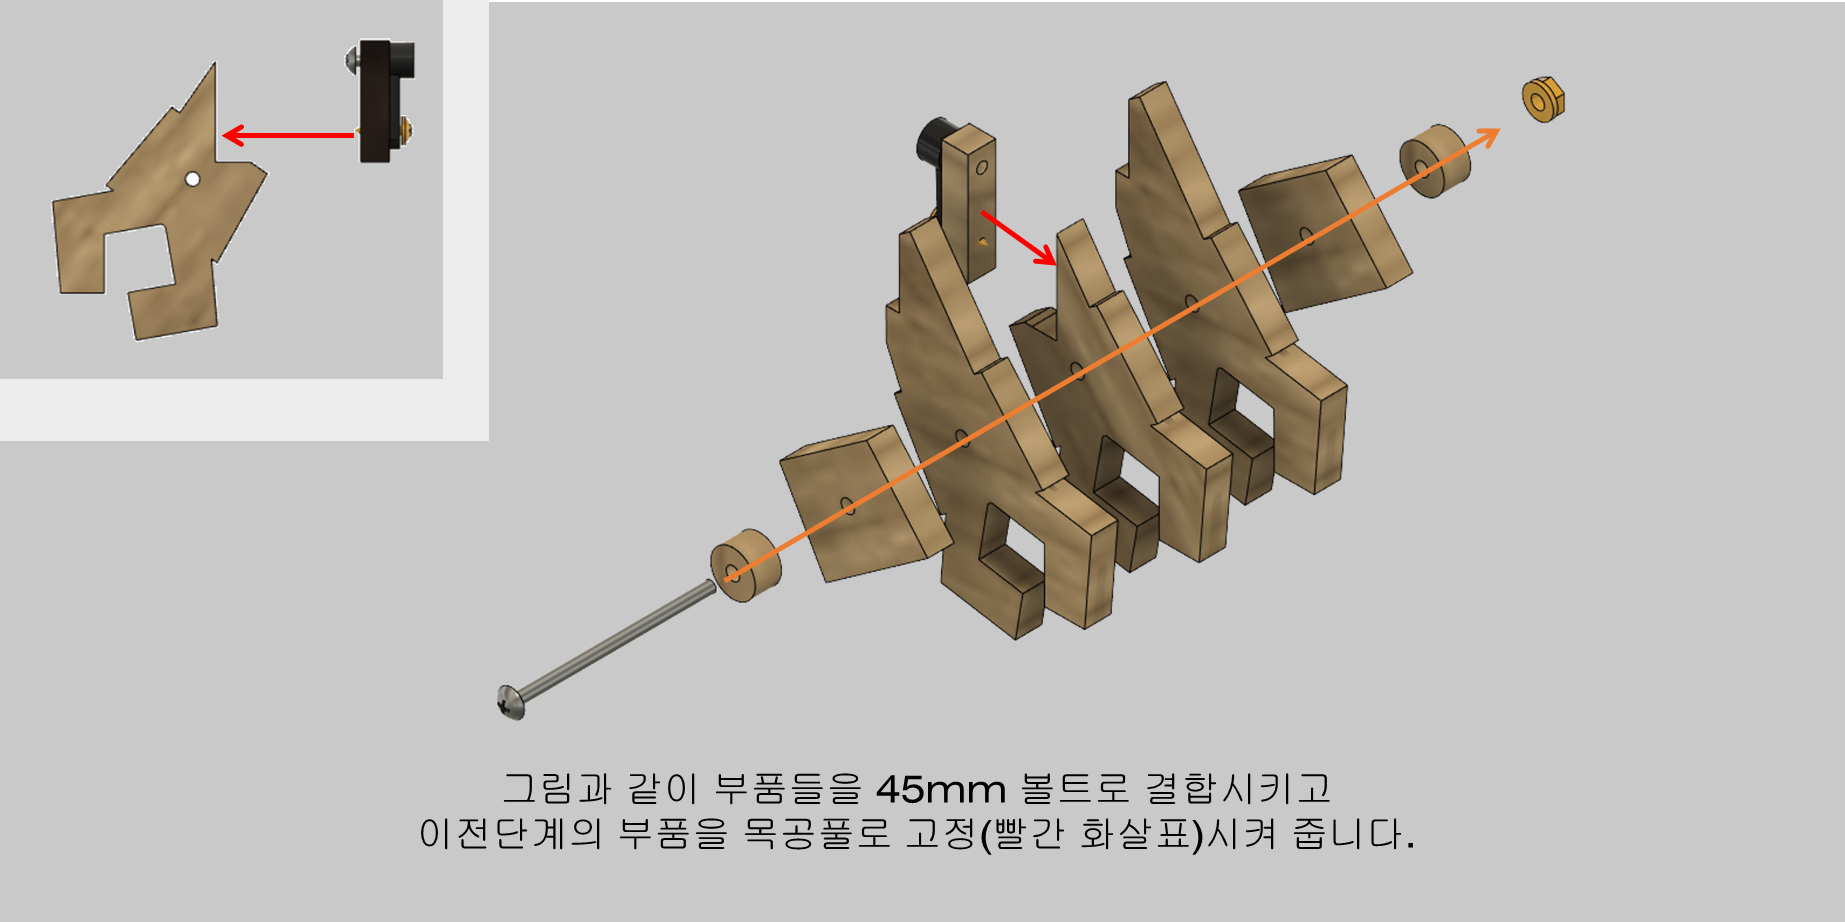 그림과 같이 부품들을 45mm 볼트로 결합시키고
이전단계의 부품을 목공풀로 고정(빨간 화살표)시켜 줍니다.